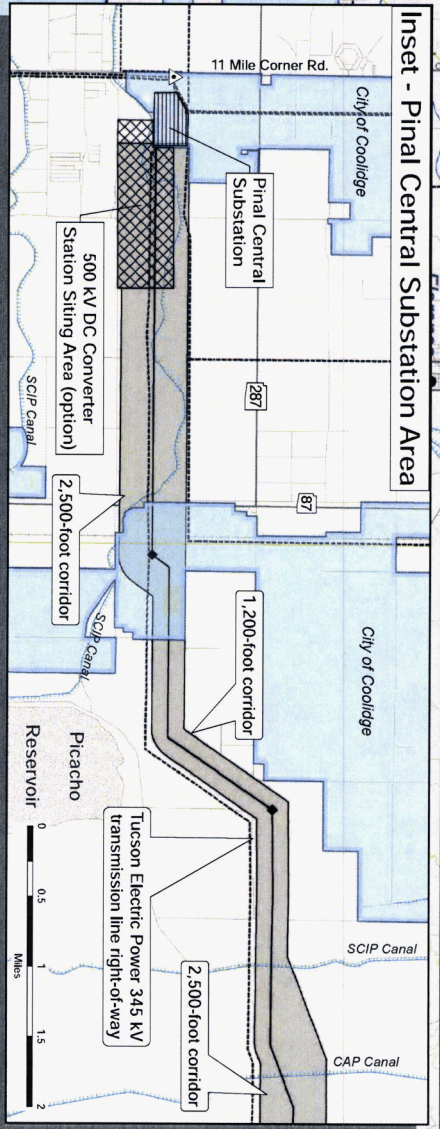 Inset - Pinal Central Substation Area
11 Mile Corner Rd.
City of Coolidge
Pinal Central
Substation
287
87
500 kV DC Converter
Station Siting Area (option)
SCIP Canal
2,500-foot corridor
SCIP Canal
1,200-foot corridor
City of Coolidge
Picacho
Reservoir
Tucson Electric Power 345 kV
transmission line right-of-way
2,500-foot corridor
SCIP Canal
CAP Canal
0
0.5
1
1.5
2
Miles